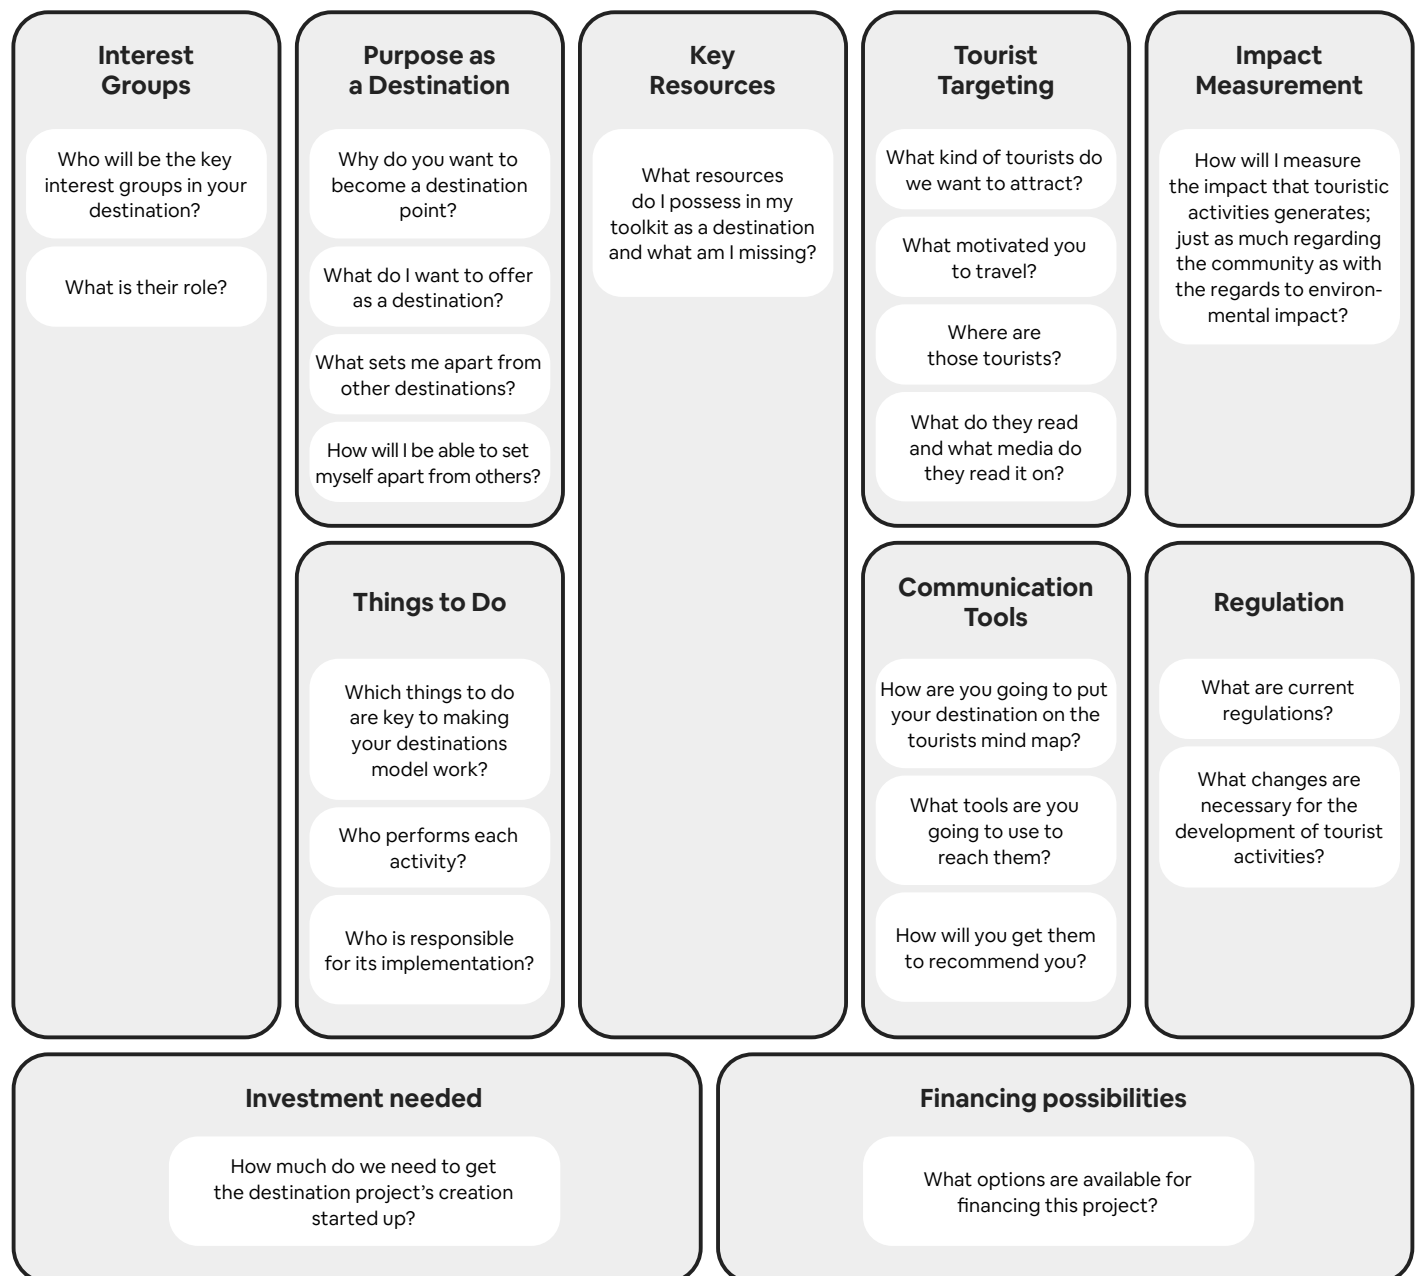 Interest
Groups
Who will be the key
interest groups in your
destination?
What is their role?
Purpose as
a Destination
Why do you want to
become a destination
point?
What do I want to offer
as a destination?
What sets me apart from
other destinations?
How will I be able to set
myself apart from others?
Things to Do
Which things to do
are key to making
your destinations
model work?
Who performs each
activity?
Who is responsible
for its implementation?
Key
Resources
What resources
do I possess in my
toolkit as a destination
and what am I missing?
Tourist
Targeting
What kind of tourists do
we want to attract?
What motivated you
to travel?
Where are
those tourists?
What do they read
and what media do
they read it on?
Communication
Tools
How are you going to put
your destination on the
tourists mind map?
What tools are you
going to use to
reach them?
How will you get them
to recommend you?
Impact
Measurement
How will I measure
the impact that touristic
activities generates;
just as much regarding
the community as with
the regards to environ-
mental impact?
Regulation
What are current
regulations?
What changes are
necessary for the
development of tourist
activities?
Investment needed
How much do we need to get
the destination project’s creation
started up?
Financing possibilities
What options are available for
financing this project?